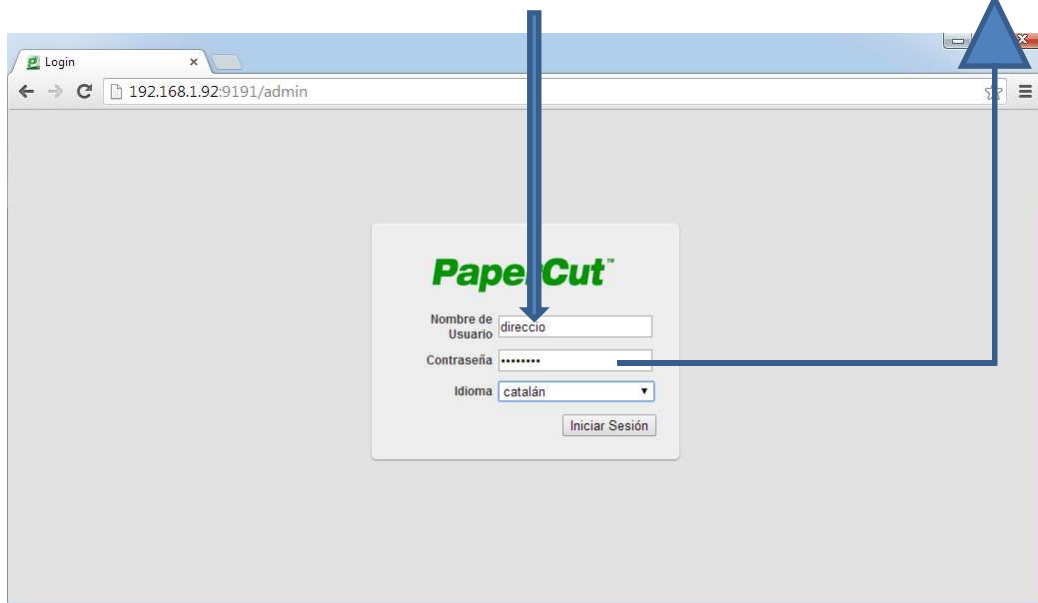 Login
192.168.1.92:9191/admin
PaperCut™
Nombre de
Usuario
direccio
Contraseña ••••••••
Idioma catalán
Iniciar Sesión